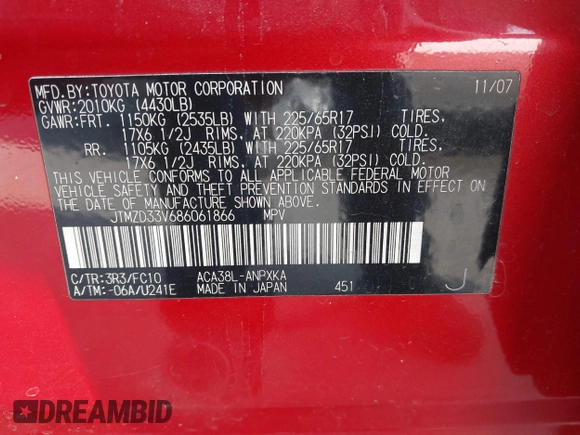 MFD.BY:TOYOTA MOTOR CORPORATION 11/07
GVWR:2010KG (4430LB)
GAWR:FRT. 1150KG (2535LB) WITH 225/65R17 TIRES,
17X6 1/2J RIMS, AT 220KPA (32PSI) COLD.
RR. 1105KG (2435LB) WITH 225/65R17 TIRES,
17X6 1/2J RIMS, AT 220KPA (32PSI) COLD.
THIS VEHICLE CONFORMS TO ALL APPLICABLE FEDERAL MOTOR
VEHICLE SAFETY AND THEFT PREVENTION STANDARDS IN EFFECT ON
THE DATE OF MANUFACTURE SHOWN ABOVE.
JTMZD33V686061866 MPV
C/TR:3R3/FC10 ACA38L-ANPXKA
A/TM:-06A/U241E MADE IN JAPAN 451 J
DREAMBID